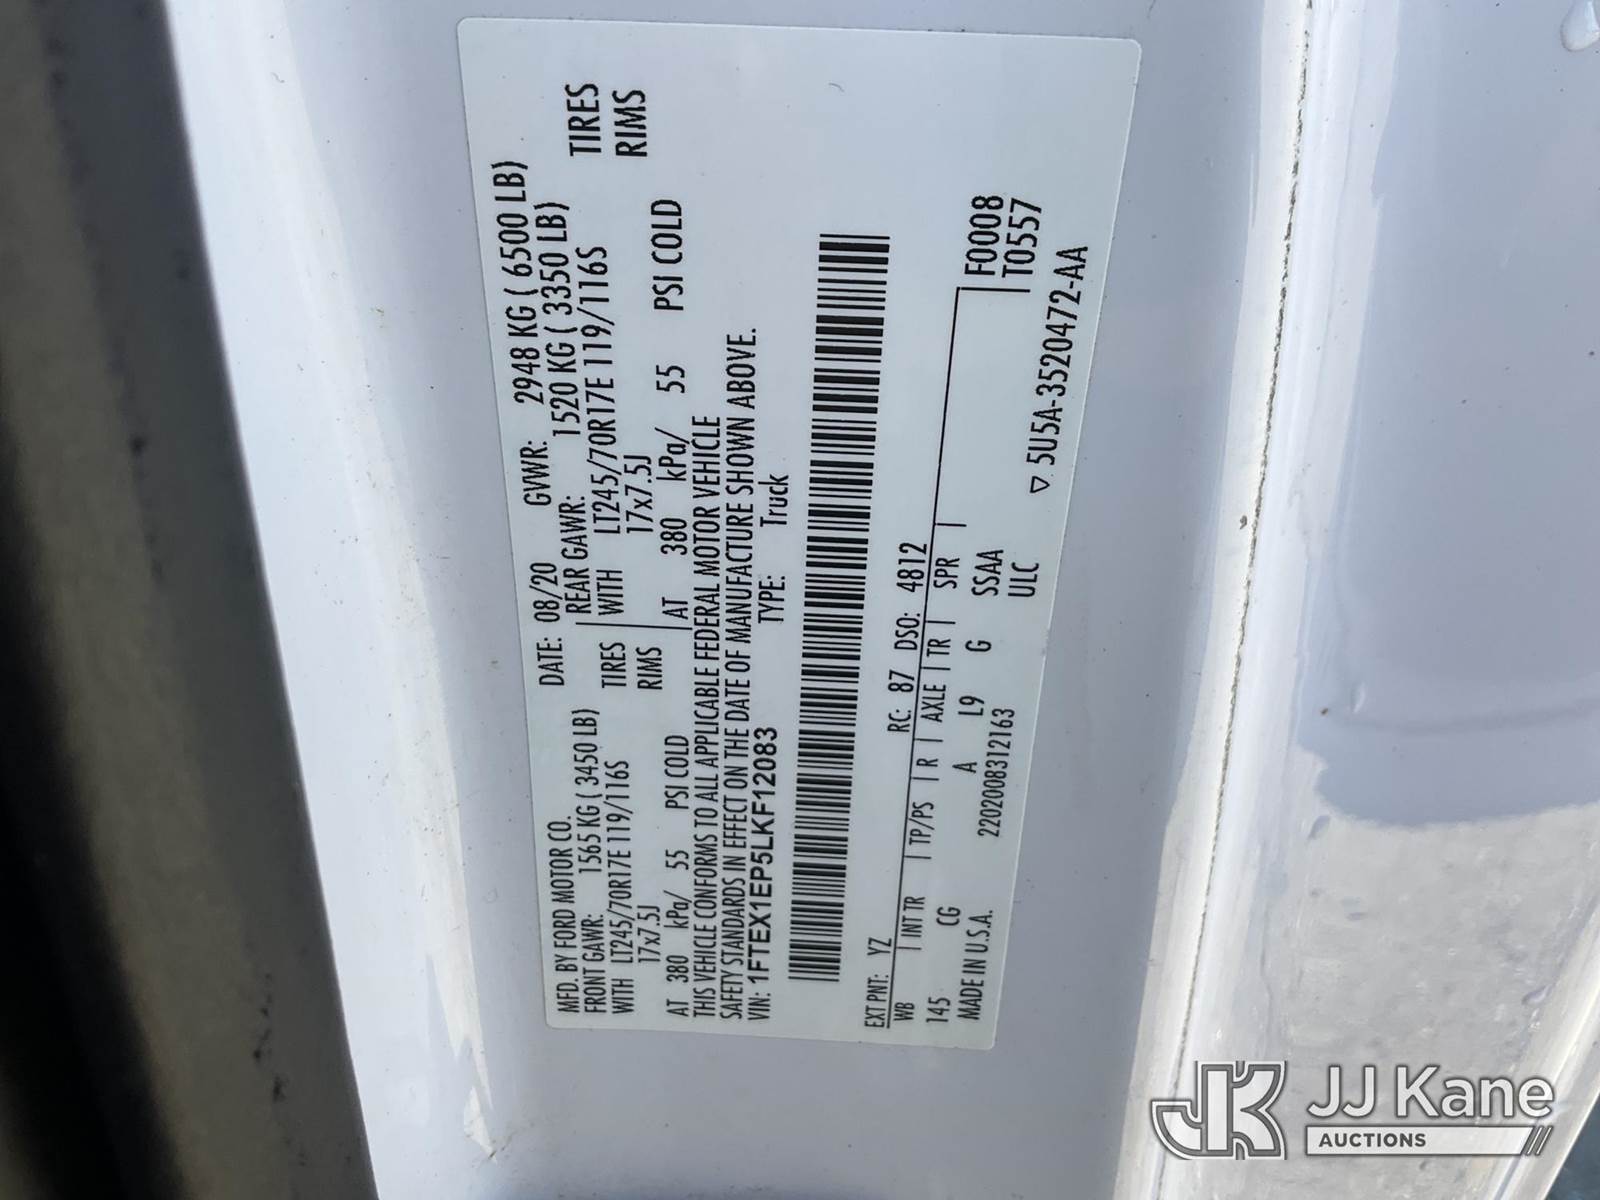 MFD. BY FORD MOTOR CO.
DATE: 08/20 GVWR: 2948 KG ( 6500 LB)
FRONT GAWR: 1565 KG ( 3450 LB)
REAR GAWR: 1520 KG ( 3350 LB)
WITH LT245/70R17E 119/116S TIRES
WITH LT245/70R17E 119/116S TIRES
17x7.5J RIMS
17x7.5J RIMS
AT 380 kPa/ 55 PSI COLD
AT 380 kPa/ 55 PSI COLD
THIS VEHICLE CONFORMS TO ALL APPLICABLE FEDERAL MOTOR VEHICLE
SAFETY STANDARDS IN EFFECT ON THE DATE OF MANUFACTURE SHOWN ABOVE.
VIN: 1FTEX1EP5LKF12083 TYPE: Truck
EXT PNT: YZ RC: 87 DSO: 4812
WB INT TR TP/PS R AXLE TR SPR F0008
145 CG A L9 G SSAA T0557
MADE IN U.S.A. 220200831​2163 ULC
▽ 5U5A-3520472-AA
JK JJ Kane
AUCTIONS